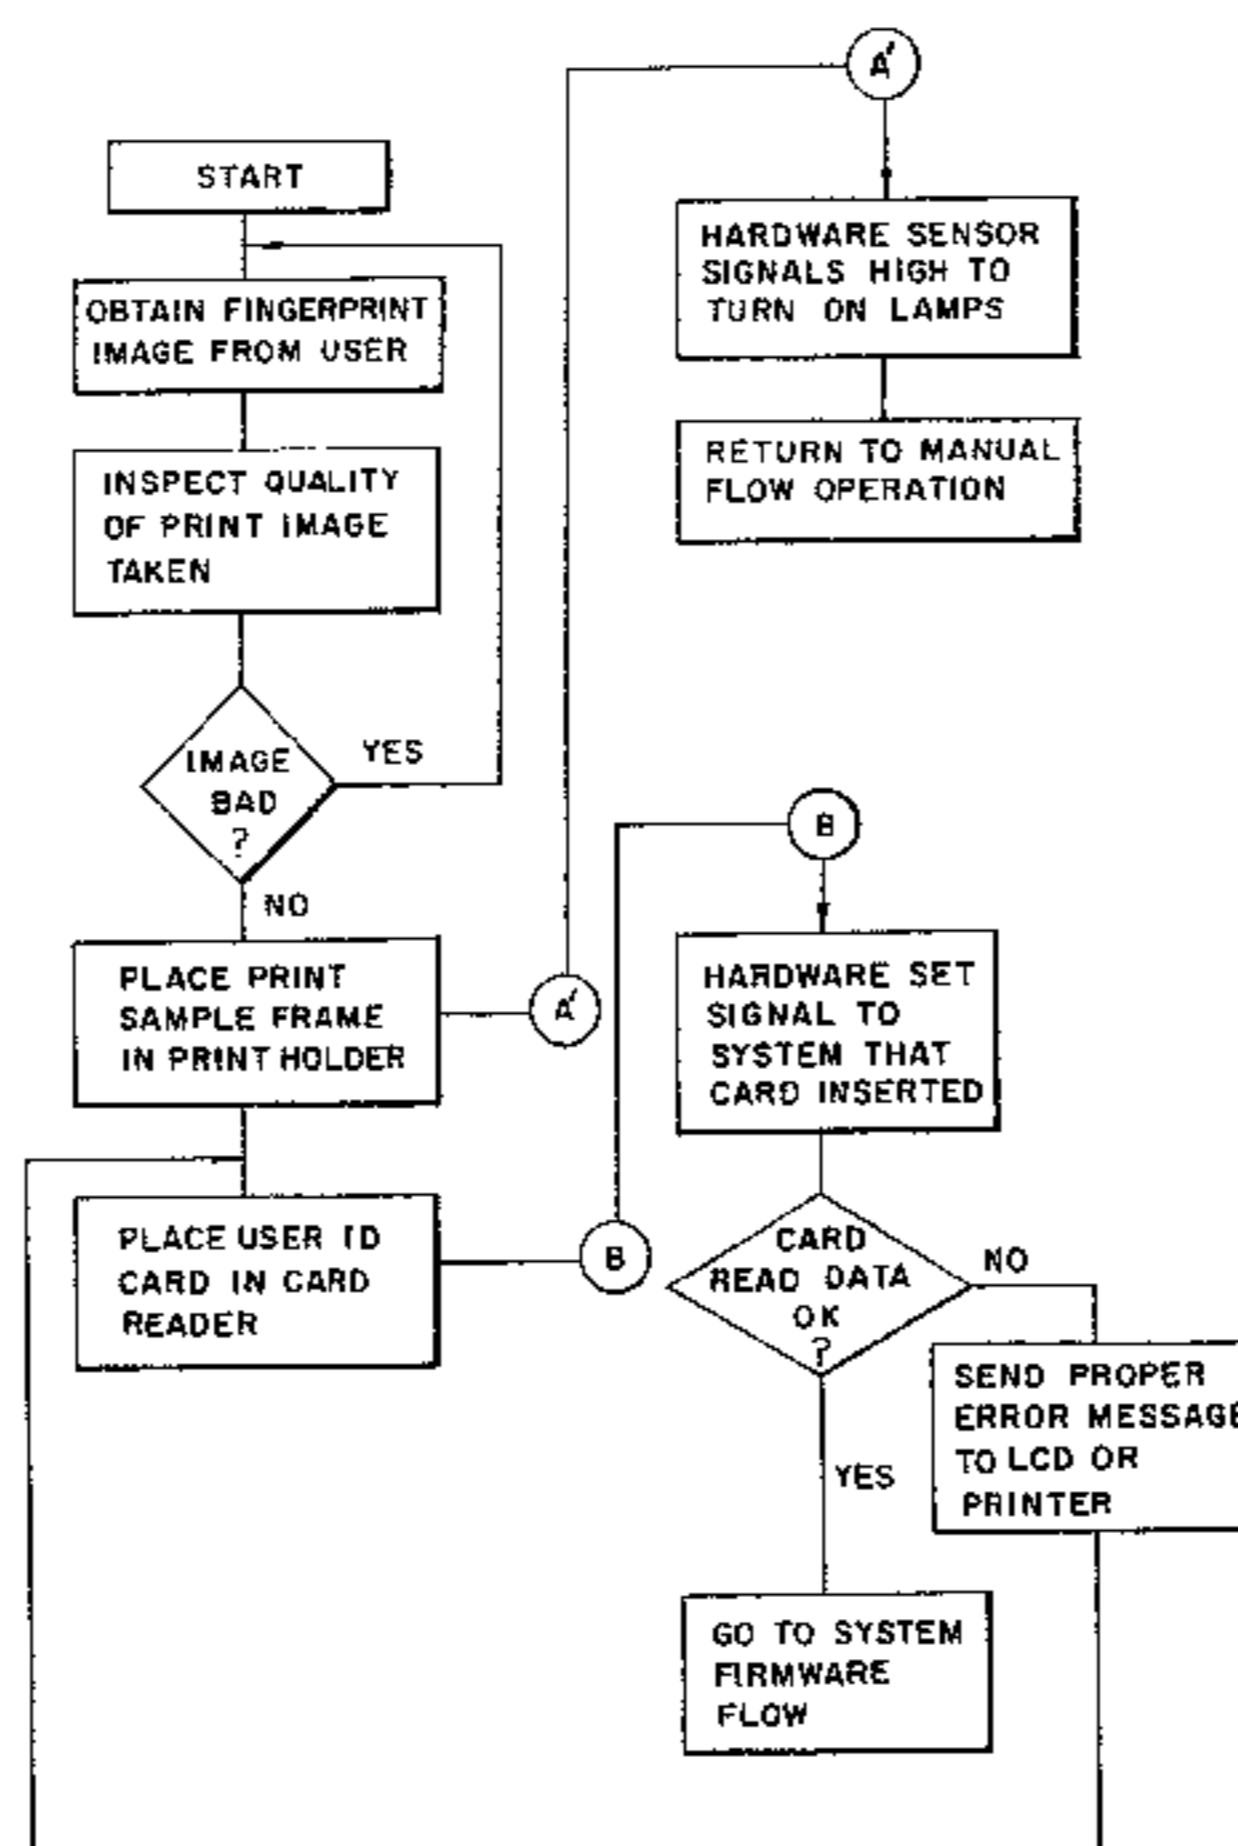 START
OBTAIN FINGERPRINT
IMAGE FROM USER
INSPECT QUALITY
OF PRINT IMAGE
TAKEN
IMAGE
BAD
?
YES
NO
PLACE PRINT
SAMPLE FRAME
IN PRINT HOLDER
A'
PLACE USER ID
CARD IN CARD
READER
B
A'
HARDWARE SENSOR
SIGNALS HIGH TO
TURN ON LAMPS
RETURN TO MANUAL
FLOW OPERATION
B
HARDWARE SET
SIGNAL TO
SYSTEM THAT
CARD INSERTED
CARD
READ DATA
OK
?
NO
SEND PROPER
ERROR MESSAGE
TO LCD OR
PRINTER
YES
GO TO SYSTEM
FIRMWARE
FLOW